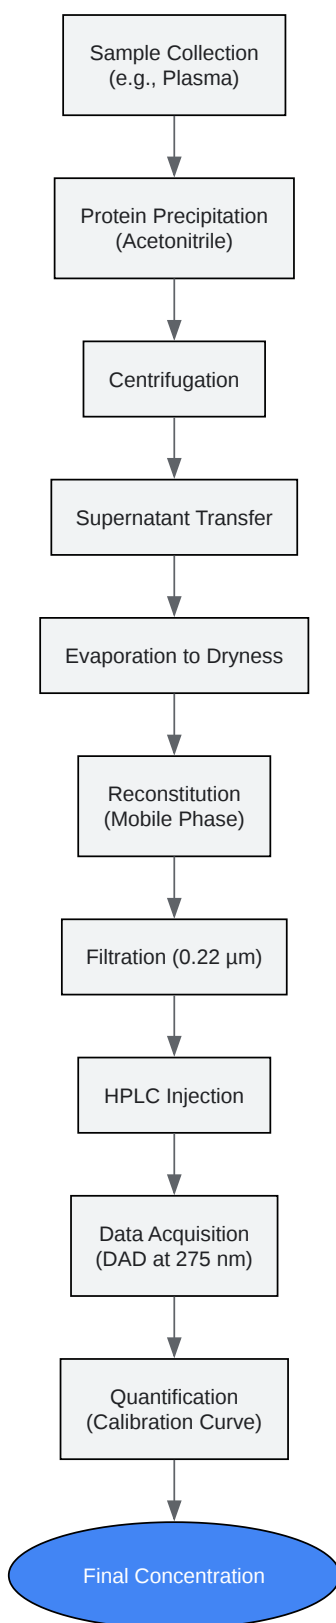 Sample Collection
(e.g., Plasma)
Protein Precipitation
(Acetonitrile)
Centrifugation
Supernatant Transfer
Evaporation to Dryness
Reconstitution
(Mobile Phase)
Filtration (0.22 µm)
HPLC Injection
Data Acquisition
(DAD at 275 nm)
Quantification
(Calibration Curve)
Final Concentration